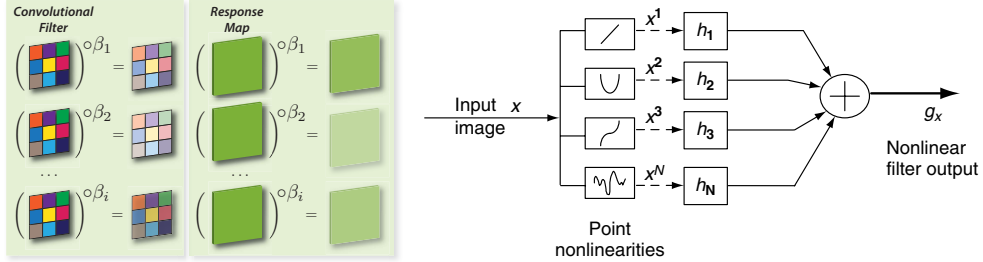 Convolutional
Filter
( )∘β1 =
( )∘β2 =
...
( )∘βi =
Response
Map
( )∘β1 =
( )∘β2 =
...
( )∘βi =
Input x
image
x1 h1
x2 h2
x3 h3
xN hN
Point
nonlinearities
gx
Nonlinear
filter output